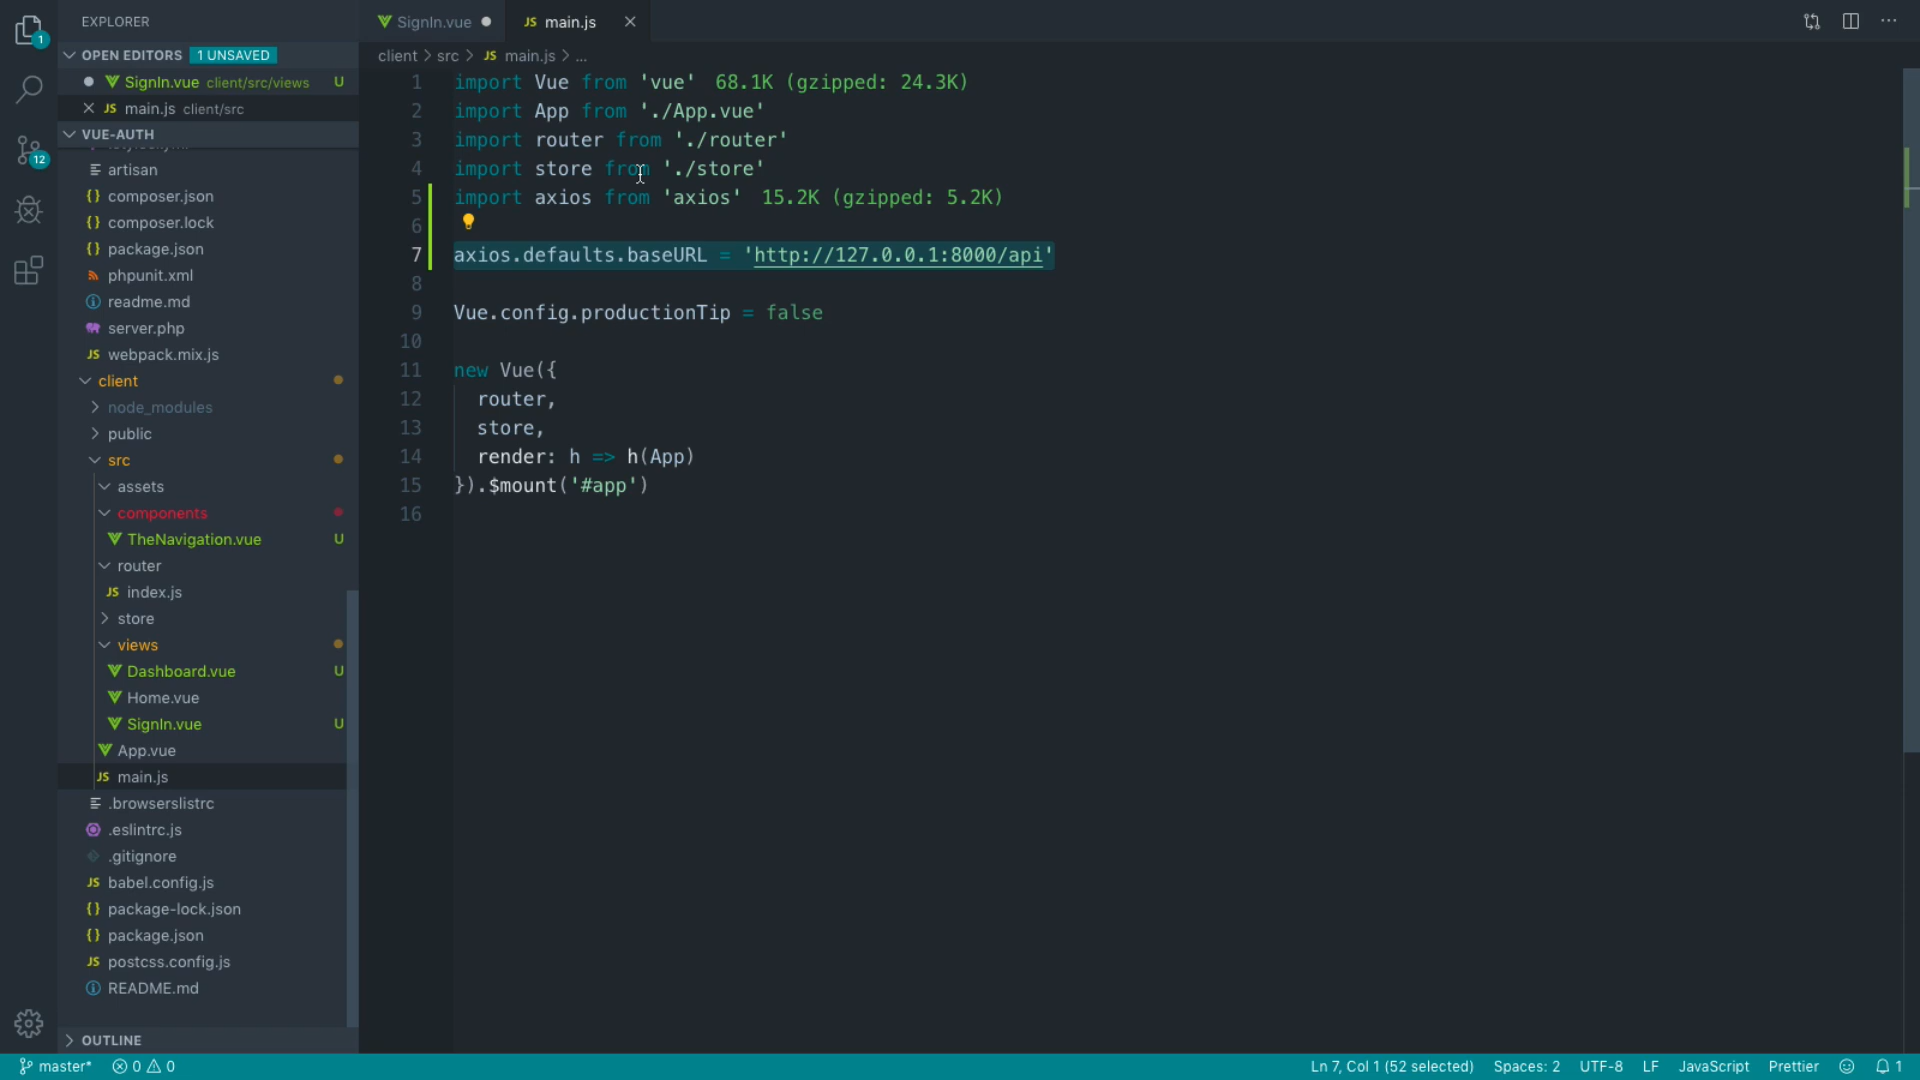 1
12
EXPLORER
OPEN EDITORS 1 UNSAVED
SignIn.vue client/src/views U
main.js client/src
VUE-AUTH
artisan
composer.json
composer.lock
package.json
phpunit.xml
readme.md
server.php
webpack.mix.js
client
node_modules
public
src
assets
components
TheNavigation.vue U
router
index.js
store
views
Dashboard.vue U
Home.vue
SignIn.vue U
App.vue
main.js
.browserslistrc
.eslintrc.js
.gitignore
babel.config.js
package-lock.json
package.json
postcss.config.js
README.md
OUTLINE
SignIn.vue
JS main.js
client > src > JS main.js > ...
1 import Vue from 'vue' 68.1K (gzipped: 24.3K)
2 import App from './App.vue'
3 import router from './router'
4 import store from './store'
5 import axios from 'axios' 15.2K (gzipped: 5.2K)
6
7 axios.defaults.baseURL = 'http://127.0.0.1:8000/api'
8
9 Vue.config.productionTip = false
10
11 new Vue({
12 router,
13 store,
14 render: h => h(App)
15 }).$mount('#app')
16
master* 0 0 Ln 7, Col 1 (52 selected) Spaces: 2 UTF-8 LF JavaScript Prettier 1